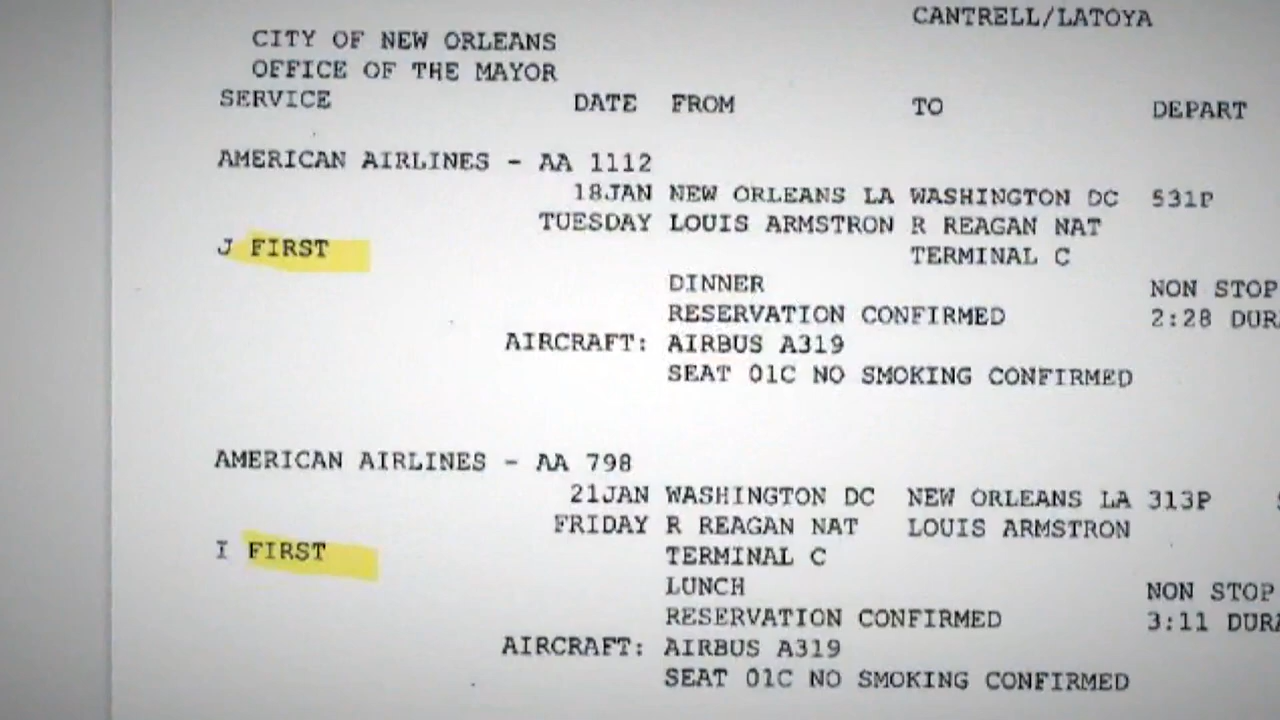 CANTRELL/LATOYA
CITY OF NEW ORLEANS
OFFICE OF THE MAYOR
SERVICE DATE FROM TO DEPART
AMERICAN AIRLINES - AA 1112
18JAN NEW ORLEANS LA WASHINGTON DC 531P
TUESDAY LOUIS ARMSTRON R REAGAN NAT
J FIRST TERMINAL C
DINNER NON STOP
RESERVATION CONFIRMED 2:28 DURA
AIRCRAFT: AIRBUS A319
SEAT 01C NO SMOKING CONFIRMED
AMERICAN AIRLINES - AA 798
21JAN WASHINGTON DC NEW ORLEANS LA 313P
FRIDAY R REAGAN NAT LOUIS ARMSTRON
I FIRST TERMINAL C
LUNCH NON STOP
RESERVATION CONFIRMED 3:11 DURA
AIRCRAFT: AIRBUS A319
SEAT 01C NO SMOKING CONFIRMED